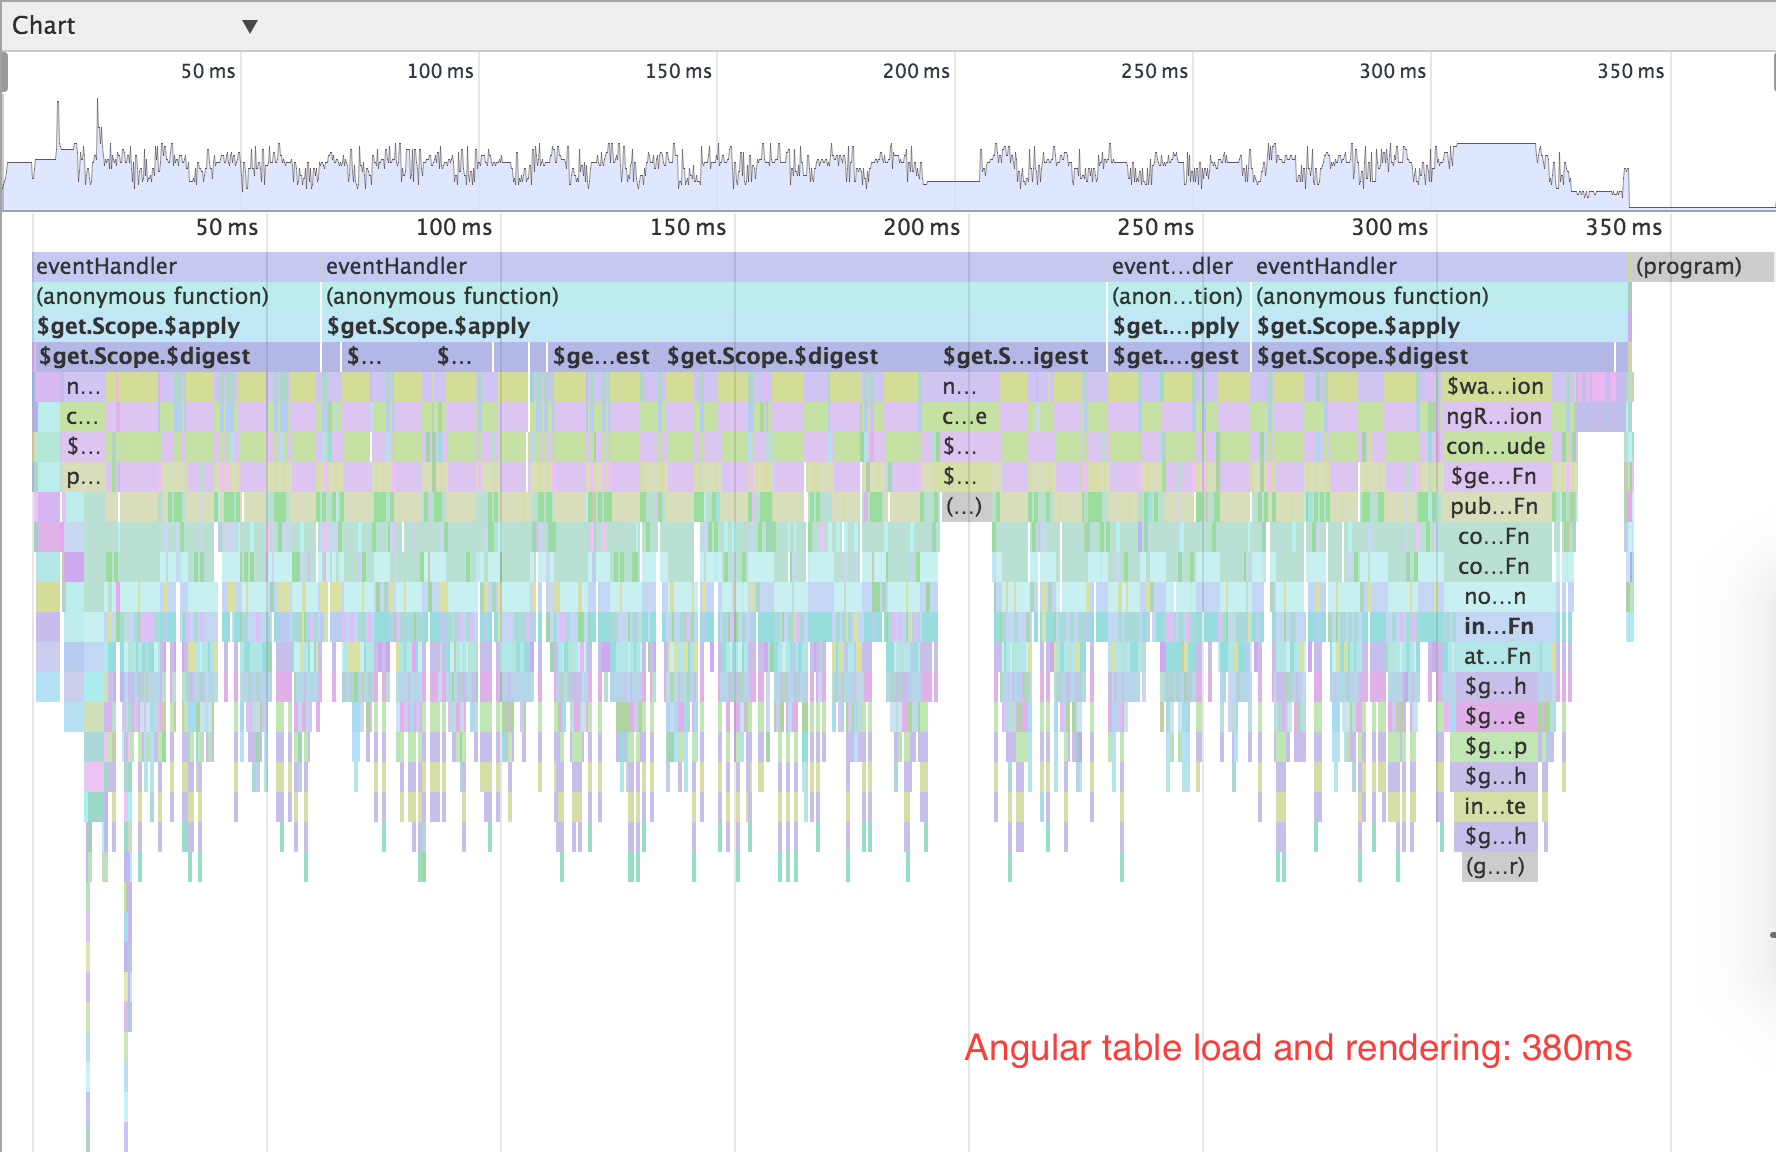 Chart ▼
50 ms 100 ms 150 ms 200 ms 250 ms 300 ms 350 ms
50 ms 100 ms 150 ms 200 ms 250 ms 300 ms 350 ms
eventHandler eventHandler event...dler eventHandler (program)
(anonymous function) (anonymous function) (anon...tion) (anonymous function)
$get.Scope.$apply $get.Scope.$apply $get....pply $get.Scope.$apply
$get.Scope.$digest $... $... $ge...est $get.Scope.$digest $get.S...igest $get....gest $get.Scope.$digest
n... n... $wa...ion
c... c...e ngR...ion
$... $... con...ude
p... $... $ge...Fn
(...) pub...Fn
co...Fn
co...Fn
no...n
in...Fn
at...Fn
$g...h
$g...e
$g...p
$g...h
in...te
$g...h
(g...r)
Angular table load and rendering: 380ms